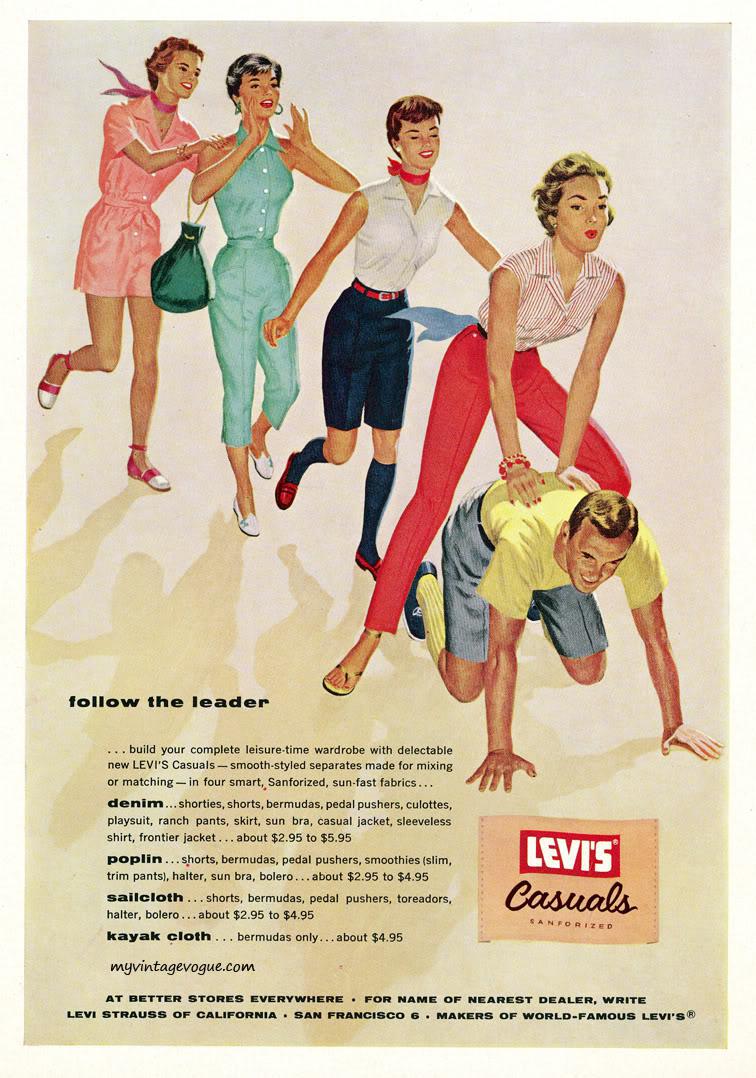 follow the leader
. . . build your complete leisure-time wardrobe with delectable
new LEVI'S Casuals — smooth-styled separates made for mixing
or matching — in four smart, Sanforized, sun-fast fabrics . . .
denim . . . shorties, shorts, bermudas, pedal pushers, culottes,
playsuit, ranch pants, skirt, sun bra, casual jacket, sleeveless
shirt, frontier jacket . . . about $2.95 to $5.95
poplin . . . shorts, bermudas, pedal pushers, smoothies (slim,
trim pants), halter, sun bra, bolero . . . about $2.95 to $4.95
sailcloth . . . shorts, bermudas, pedal pushers, toreadors,
halter, bolero . . . about $2.95 to $4.95
kayak cloth . . . bermudas only . . . about $4.95
LEVI'S®
Casuals
SANFORIZED
myvintagevogue.com
AT BETTER STORES EVERYWHERE • FOR NAME OF NEAREST DEALER, WRITE
LEVI STRAUSS OF CALIFORNIA • SAN FRANCISCO 6 • MAKERS OF WORLD-FAMOUS LEVI'S®